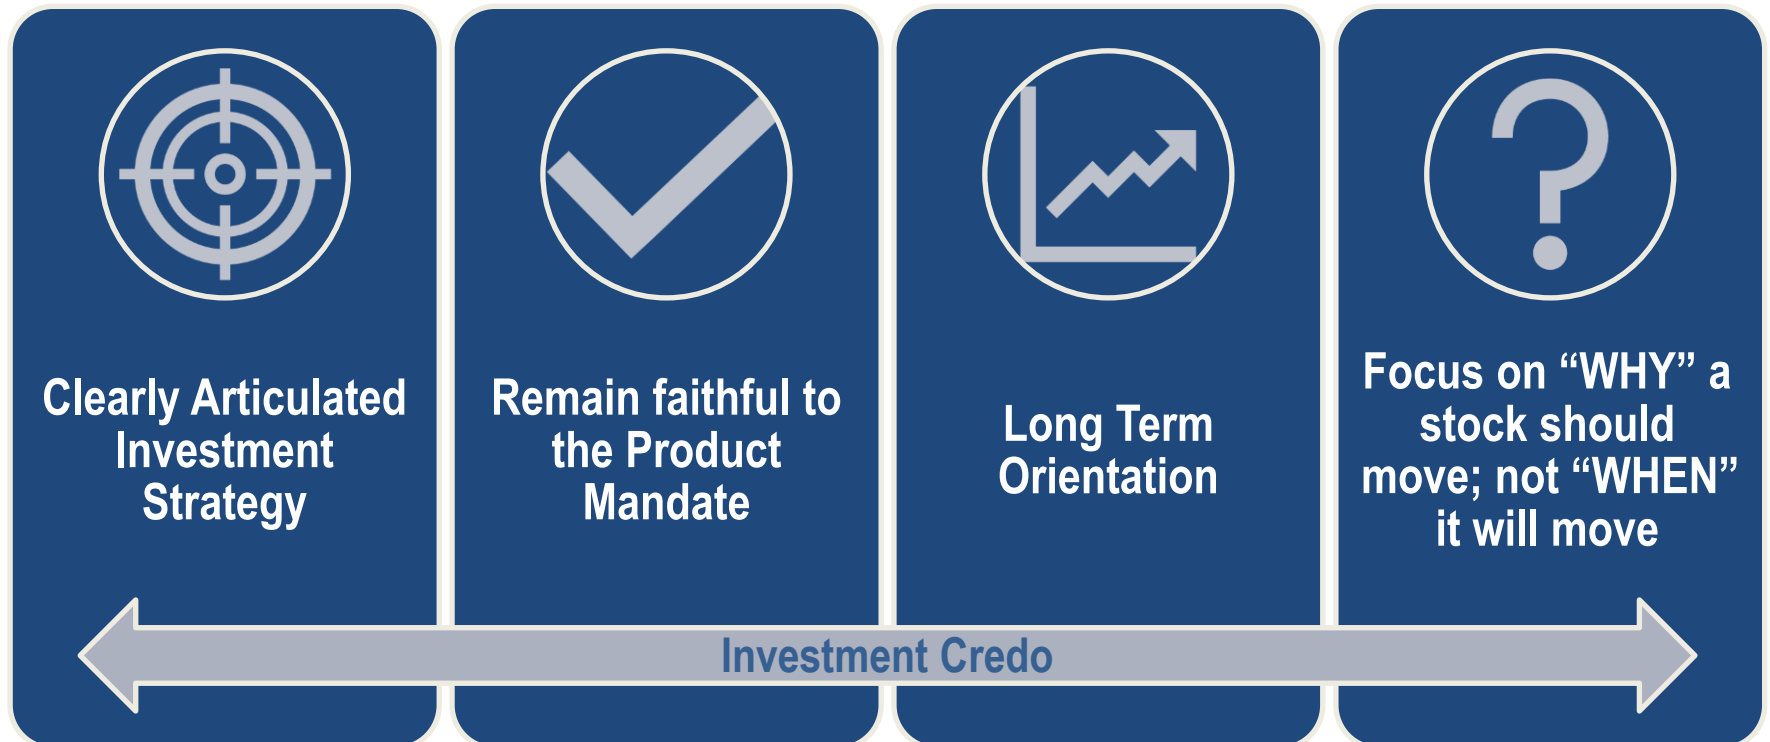 Clearly Articulated
Investment
Strategy
Remain faithful to
the Product
Mandate
Long Term
Orientation
Focus on “WHY” a
stock should
move; not “WHEN”
it will move
Investment Credo